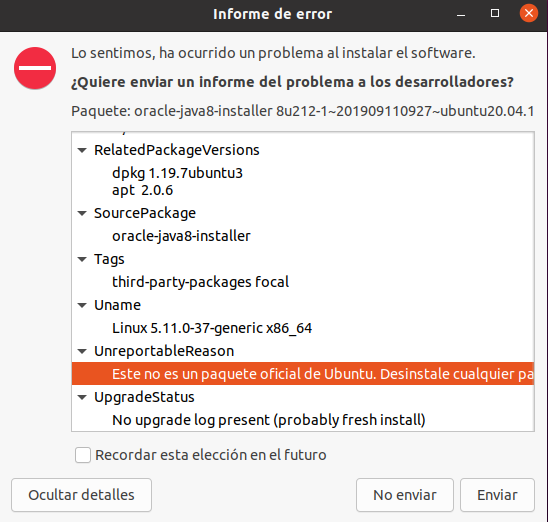 Informe de error
Lo sentimos, ha ocurrido un problema al instalar el software.
¿Quiere enviar un informe del problema a los desarrolladores?
Paquete: oracle-java8-installer 8u212-1~201909110927~ubuntu20.04.1
RelatedPackageVersions
dpkg 1.19.7ubuntu3
apt 2.0.6
SourcePackage
oracle-java8-installer
Tags
third-party-packages focal
Uname
Linux 5.11.0-37-generic x86_64
UnreportableReason
Este no es un paquete oficial de Ubuntu. Desinstale cualquier pa
UpgradeStatus
No upgrade log present (probably fresh install)
Recordar esta elección en el futuro
Ocultar detalles No enviar Enviar